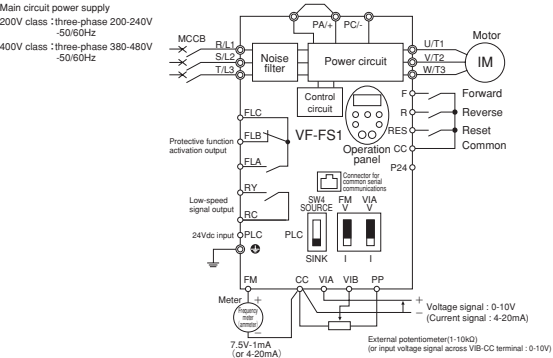 Main circuit power supply
200V class : three-phase 200-240V
-50/60Hz
400V class : three-phase 380-480V
-50/60Hz
MCCB
R/L1
S/L2
T/L3
PA/+ PC/-
Noise
filter
Power circuit
Control
circuit
U/T1
V/T2
W/T3
Motor
IM
F
Forward
R
Reverse
RES
Reset
CC
Common
P24
VF-FS1
Operation
panel
FLC
FLB
FLA
Protective function
activation output
RY
RC
Low-speed
signal output
24Vdc input
PLC
Connector for
common serial
communications
SW4
SOURCE
PLC
SINK
FM
V
I
VIA
V
I
FM
CC VIA VIB PP
Meter
+
-
Frequency
meter
(ammeter)
7.5V-1mA
(or 4-20mA)
+
-
Voltage signal : 0-10V
(Current signal : 4-20mA)
External potentiometer(1-10kΩ)
(or input voltage signal across VIB-CC terminal : 0-10V)